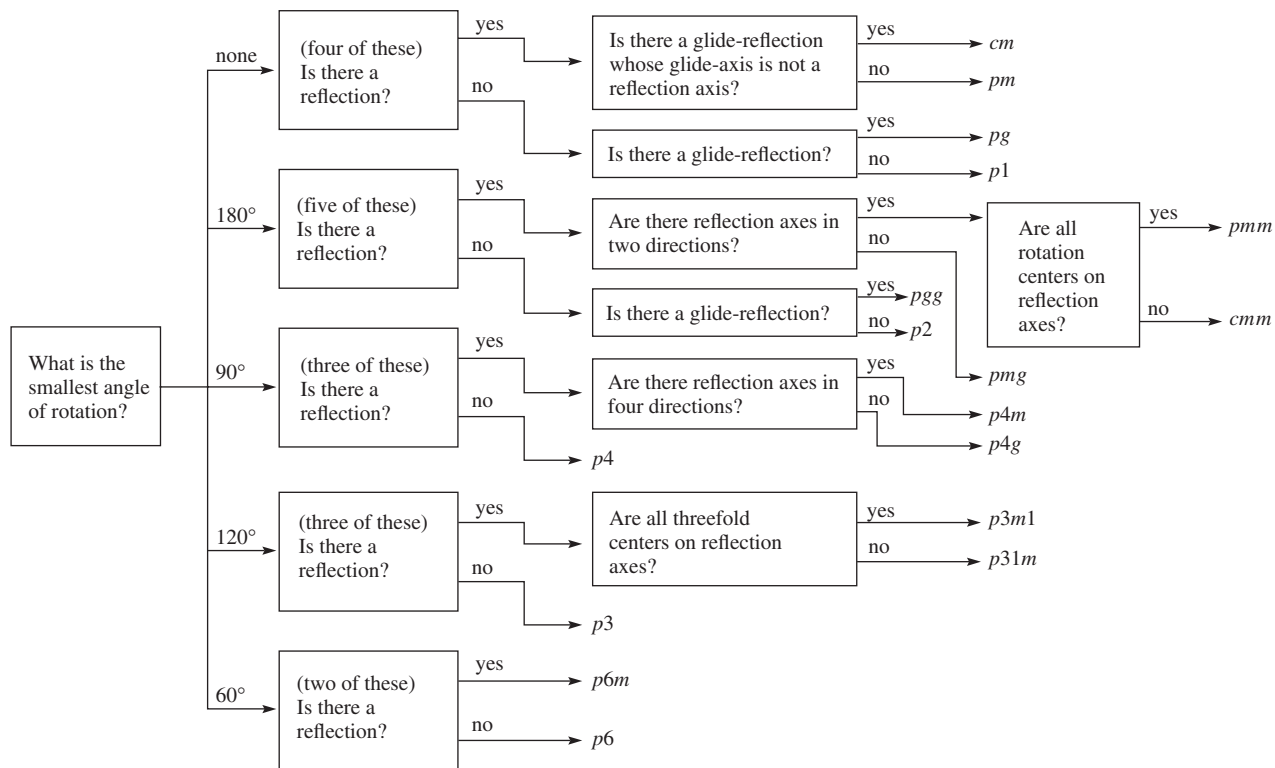 What is the
smallest angle
of rotation?
none
(four of these)
Is there a
reflection?
yes
no
Is there a glide-reflection
whose glide-axis is not a
reflection axis?
yes
cm
no
pm
Is there a glide-reflection?
yes
pg
no
p1
180°
(five of these)
Is there a
reflection?
yes
no
Are there reflection axes in
two directions?
yes
no
Are all
rotation
centers on
reflection
axes?
yes
pmm
no
cmm
Is there a glide-reflection?
yes
pgg
no
p2
pmg
90°
(three of these)
Is there a
reflection?
yes
no
Are there reflection axes in
four directions?
yes
no
p4m
p4g
p4
120°
(three of these)
Is there a
reflection?
yes
no
Are all threefold
centers on reflection
axes?
yes
p3m1
no
p31m
p3
60°
(two of these)
Is there a
reflection?
yes
p6m
no
p6